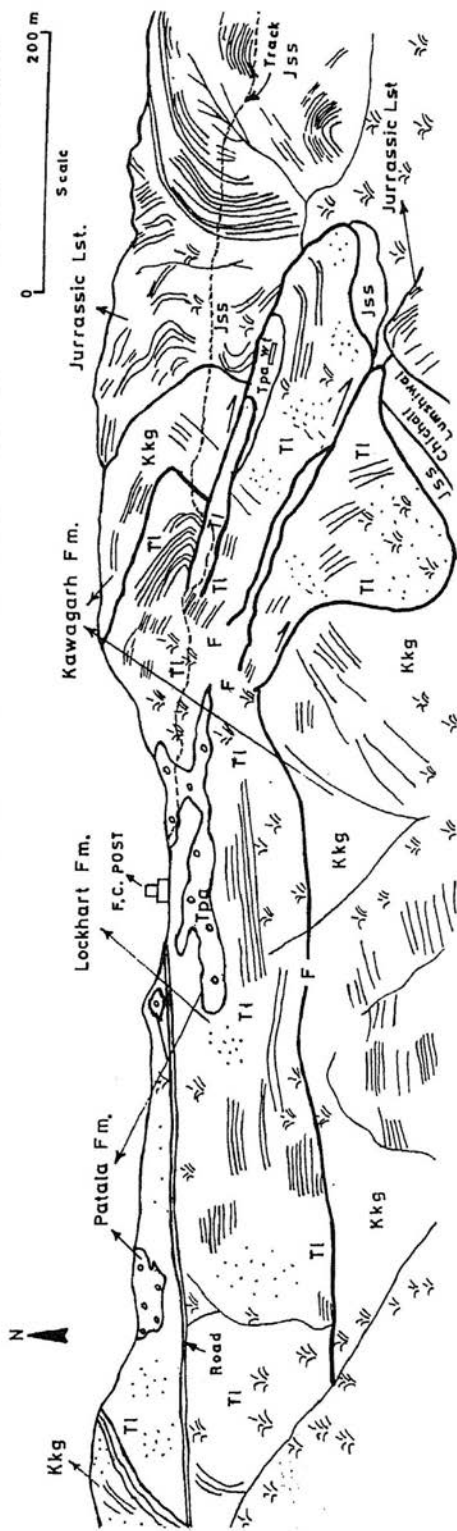 N
0
200 m
Scale
Kkg
Patala Fm.
Lockhart Fm.
F.C. POST
Kawagarh Fm.
Jurrassic Lst.
Tl
Road
Tpa
Tl
Tl
Kkg
Jss
Track
Jss
Tl
Tl
Tl
F
F
Tpa
Tl
Tl
Tl
Tl
F
Kkg
Kkg
Kkg
Tl
Jss
Jss
Chichali
Lumshiwal
Jurrassic Lst